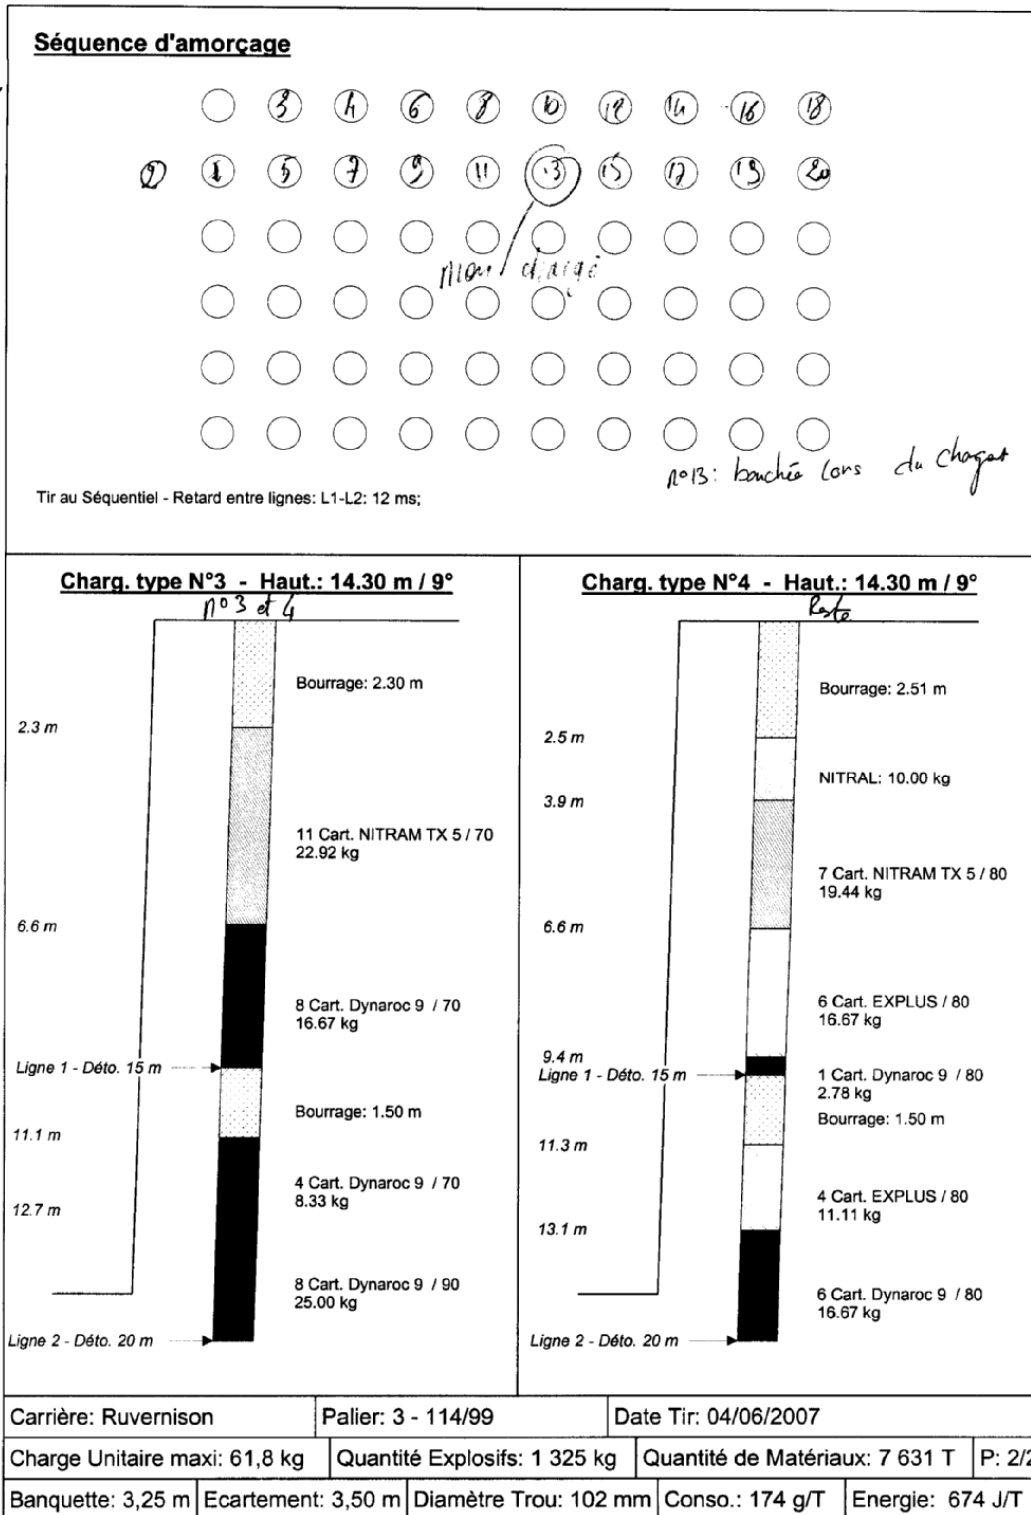 Séquence d'amorçage
3 4 6 8 10 12 14 16 18
2 1 5 7 9 11 13 15 17 19 20
Non chargé
n°13: bouchée lors du
Tir au Séquentiel - Retard entre lignes: L1-L2: 12 ms;
Charg. type N°3 - Haut.: 14.30 m / 9°
n° 3 et 4
Bourrage: 2.30 m
2.3 m
11 Cart. NITRAM TX 5 / 70
22.92 kg
6.6 m
8 Cart. Dynaroc 9 / 70
16.67 kg
Ligne 1 - Déto. 15 m
Bourrage: 1.50 m
11.1 m
4 Cart. Dynaroc 9 / 70
8.33 kg
12.7 m
8 Cart. Dynaroc 9 / 90
25.00 kg
Ligne 2 - Déto. 20 m
Charg. type N°4 - Haut.: 14.30 m / 9°
Reste
Bourrage: 2.51 m
2.5 m
NITRAL: 10.00 kg
3.9 m
7 Cart. NITRAM TX 5 / 80
19.44 kg
6.6 m
6 Cart. EXPLUS / 80
16.67 kg
9.4 m
Ligne 1 - Déto. 15 m
1 Cart. Dynaroc 9 / 80
2.78 kg
Bourrage: 1.50 m
11.3 m
4 Cart. EXPLUS / 80
11.11 kg
13.1 m
6 Cart. Dynaroc 9 / 80
16.67 kg
Ligne 2 - Déto. 20 m
Carrière: Ruvernison Palier: 3 - 114/99 Date Tir: 04/06/2007
Charge Unitaire maxi: 61,8 kg Quantité Explosifs: 1 325 kg Quantité de Matériaux: 7 631 T P: 2/2
Banquette: 3,25 m Ecartement: 3,50 m Diamètre Trou: 102 mm Conso.: 174 g/T Energie: 674 J/T